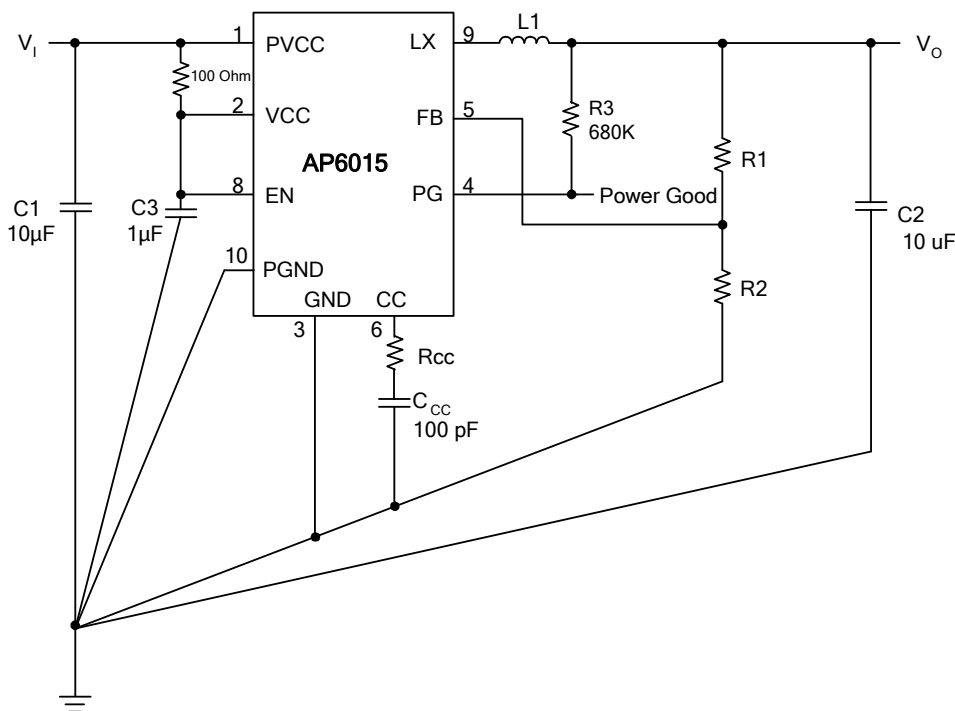 L1
V_I
1
PVCC
LX
9
V_O
100 Ohm
2
VCC
FB
5
R3
680K
R1
AP6015
8
EN
PG
4
Power Good
C1
10µF
C3
1µF
C2
10 uF
10
PGND
R2
GND
CC
3
6
Rcc
C_CC
100 pF